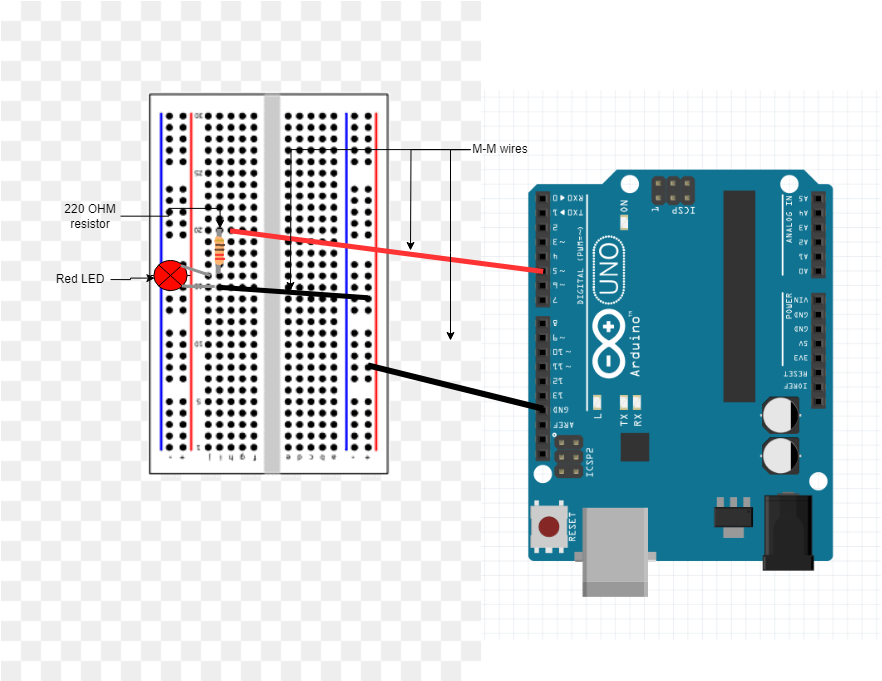 M-M wires
220 OHM
resistor
Red LED
30
25
20
10
10
5
1
- +
j i h g f
e d c b a
- +
RX0 ◄ 0
TX0 ► 1
2
~ 3
4
~ 5
~ 6
7
8
~ 9
~ 10
~ 11
12
13
GND
AREF
DIGITAL (PWM=~)
ON
1
ICSP
UNO
Arduino™
L
TX
RX
ICSP2
RESET
ANALOG IN
A5
A4
A3
A2
A1
A0
POWER
VIN
GND
GND
5V
3V3
RESET
IOREF